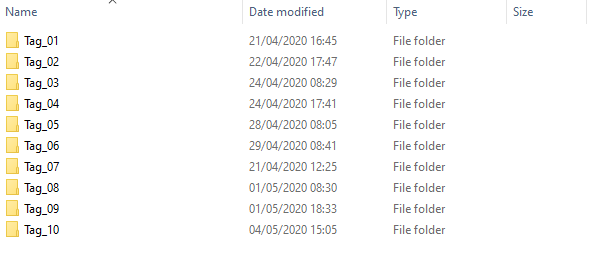 Name Date modified Type Size
Tag_01 21/04/2020 16:45 File folder
Tag_02 22/04/2020 17:47 File folder
Tag_03 24/04/2020 08:29 File folder
Tag_04 24/04/2020 17:41 File folder
Tag_05 28/04/2020 08:05 File folder
Tag_06 29/04/2020 08:41 File folder
Tag_07 21/04/2020 12:25 File folder
Tag_08 01/05/2020 08:30 File folder
Tag_09 01/05/2020 18:33 File folder
Tag_10 04/05/2020 15:05 File folder